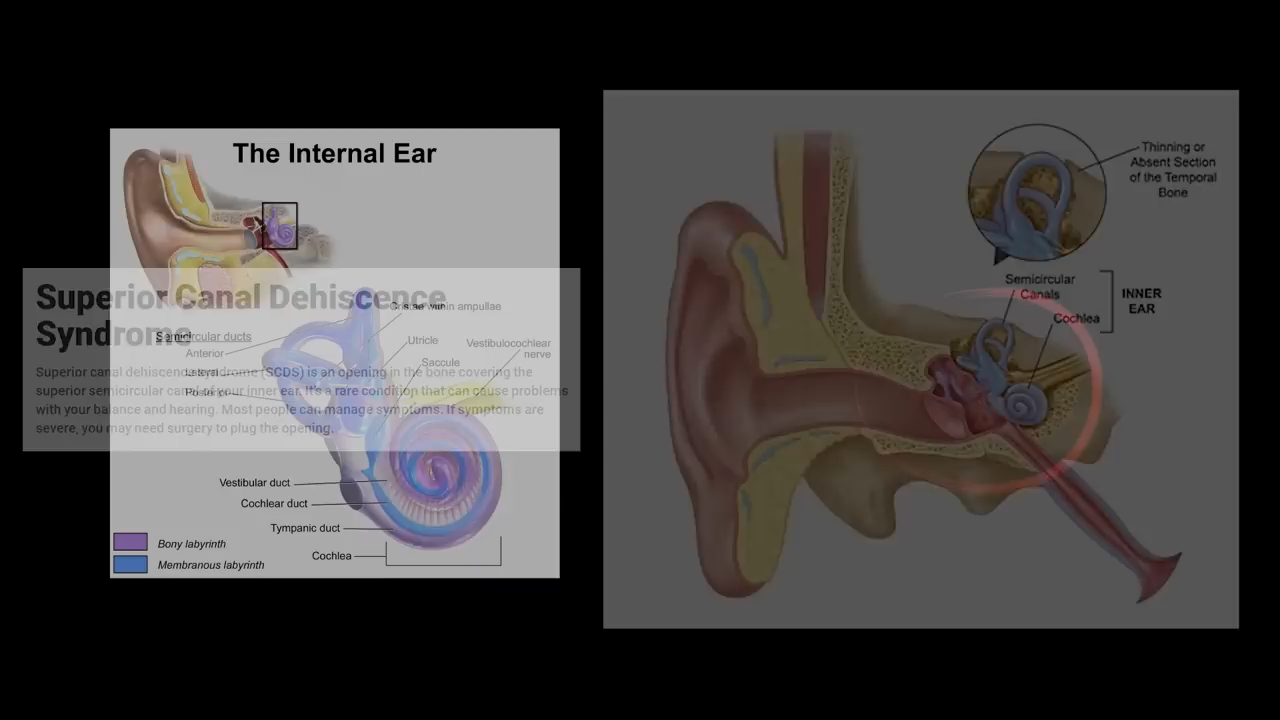 The Internal Ear
Superior Canal Dehiscence
Syndrome
Superior canal dehiscence syndrome (SCDS) is an opening in the bone covering the
superior semicircular canal of your inner ear. It's a rare condition that can cause problems
with your balance and hearing. Most people can manage symptoms. If symptoms are
severe, you may need surgery to plug the opening.
Cristae within ampullae
Semicircular ducts
Anterior
Lateral
Posterior
Utricle
Saccule
Vestibulocochlear
nerve
Vestibular duct
Cochlear duct
Tympanic duct
Cochlea
Bony labyrinth
Membranous labyrinth
Thinning or
Absent Section
of the Temporal
Bone
Semicircular
Canals
Cochlea
INNER
EAR